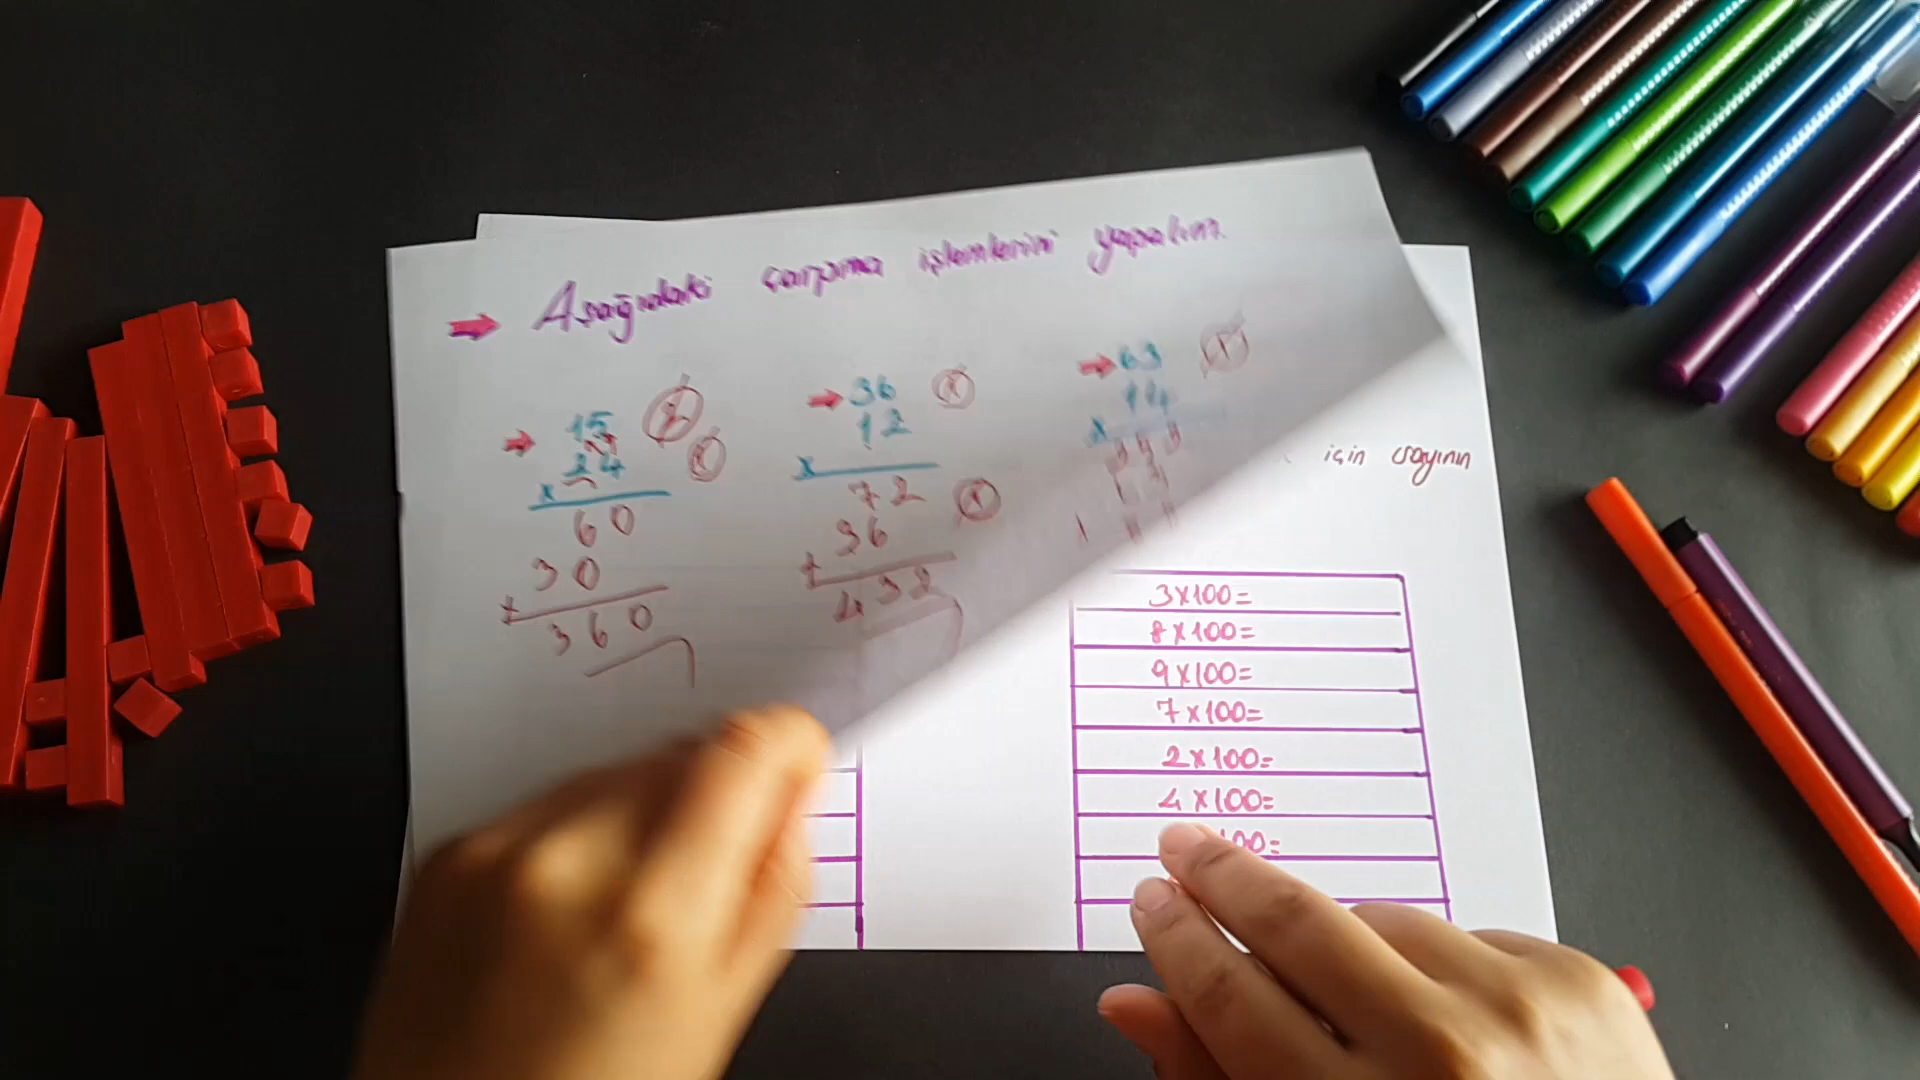 Aşağıdaki çarpma işlemlerini yapalım.
15
24
x
60
30
+
360
36
12
x
72
36
+
432
63
14
x
için sayının
3x100=
8x100=
9x100=
7x100=
2x100=
4x100=
100=